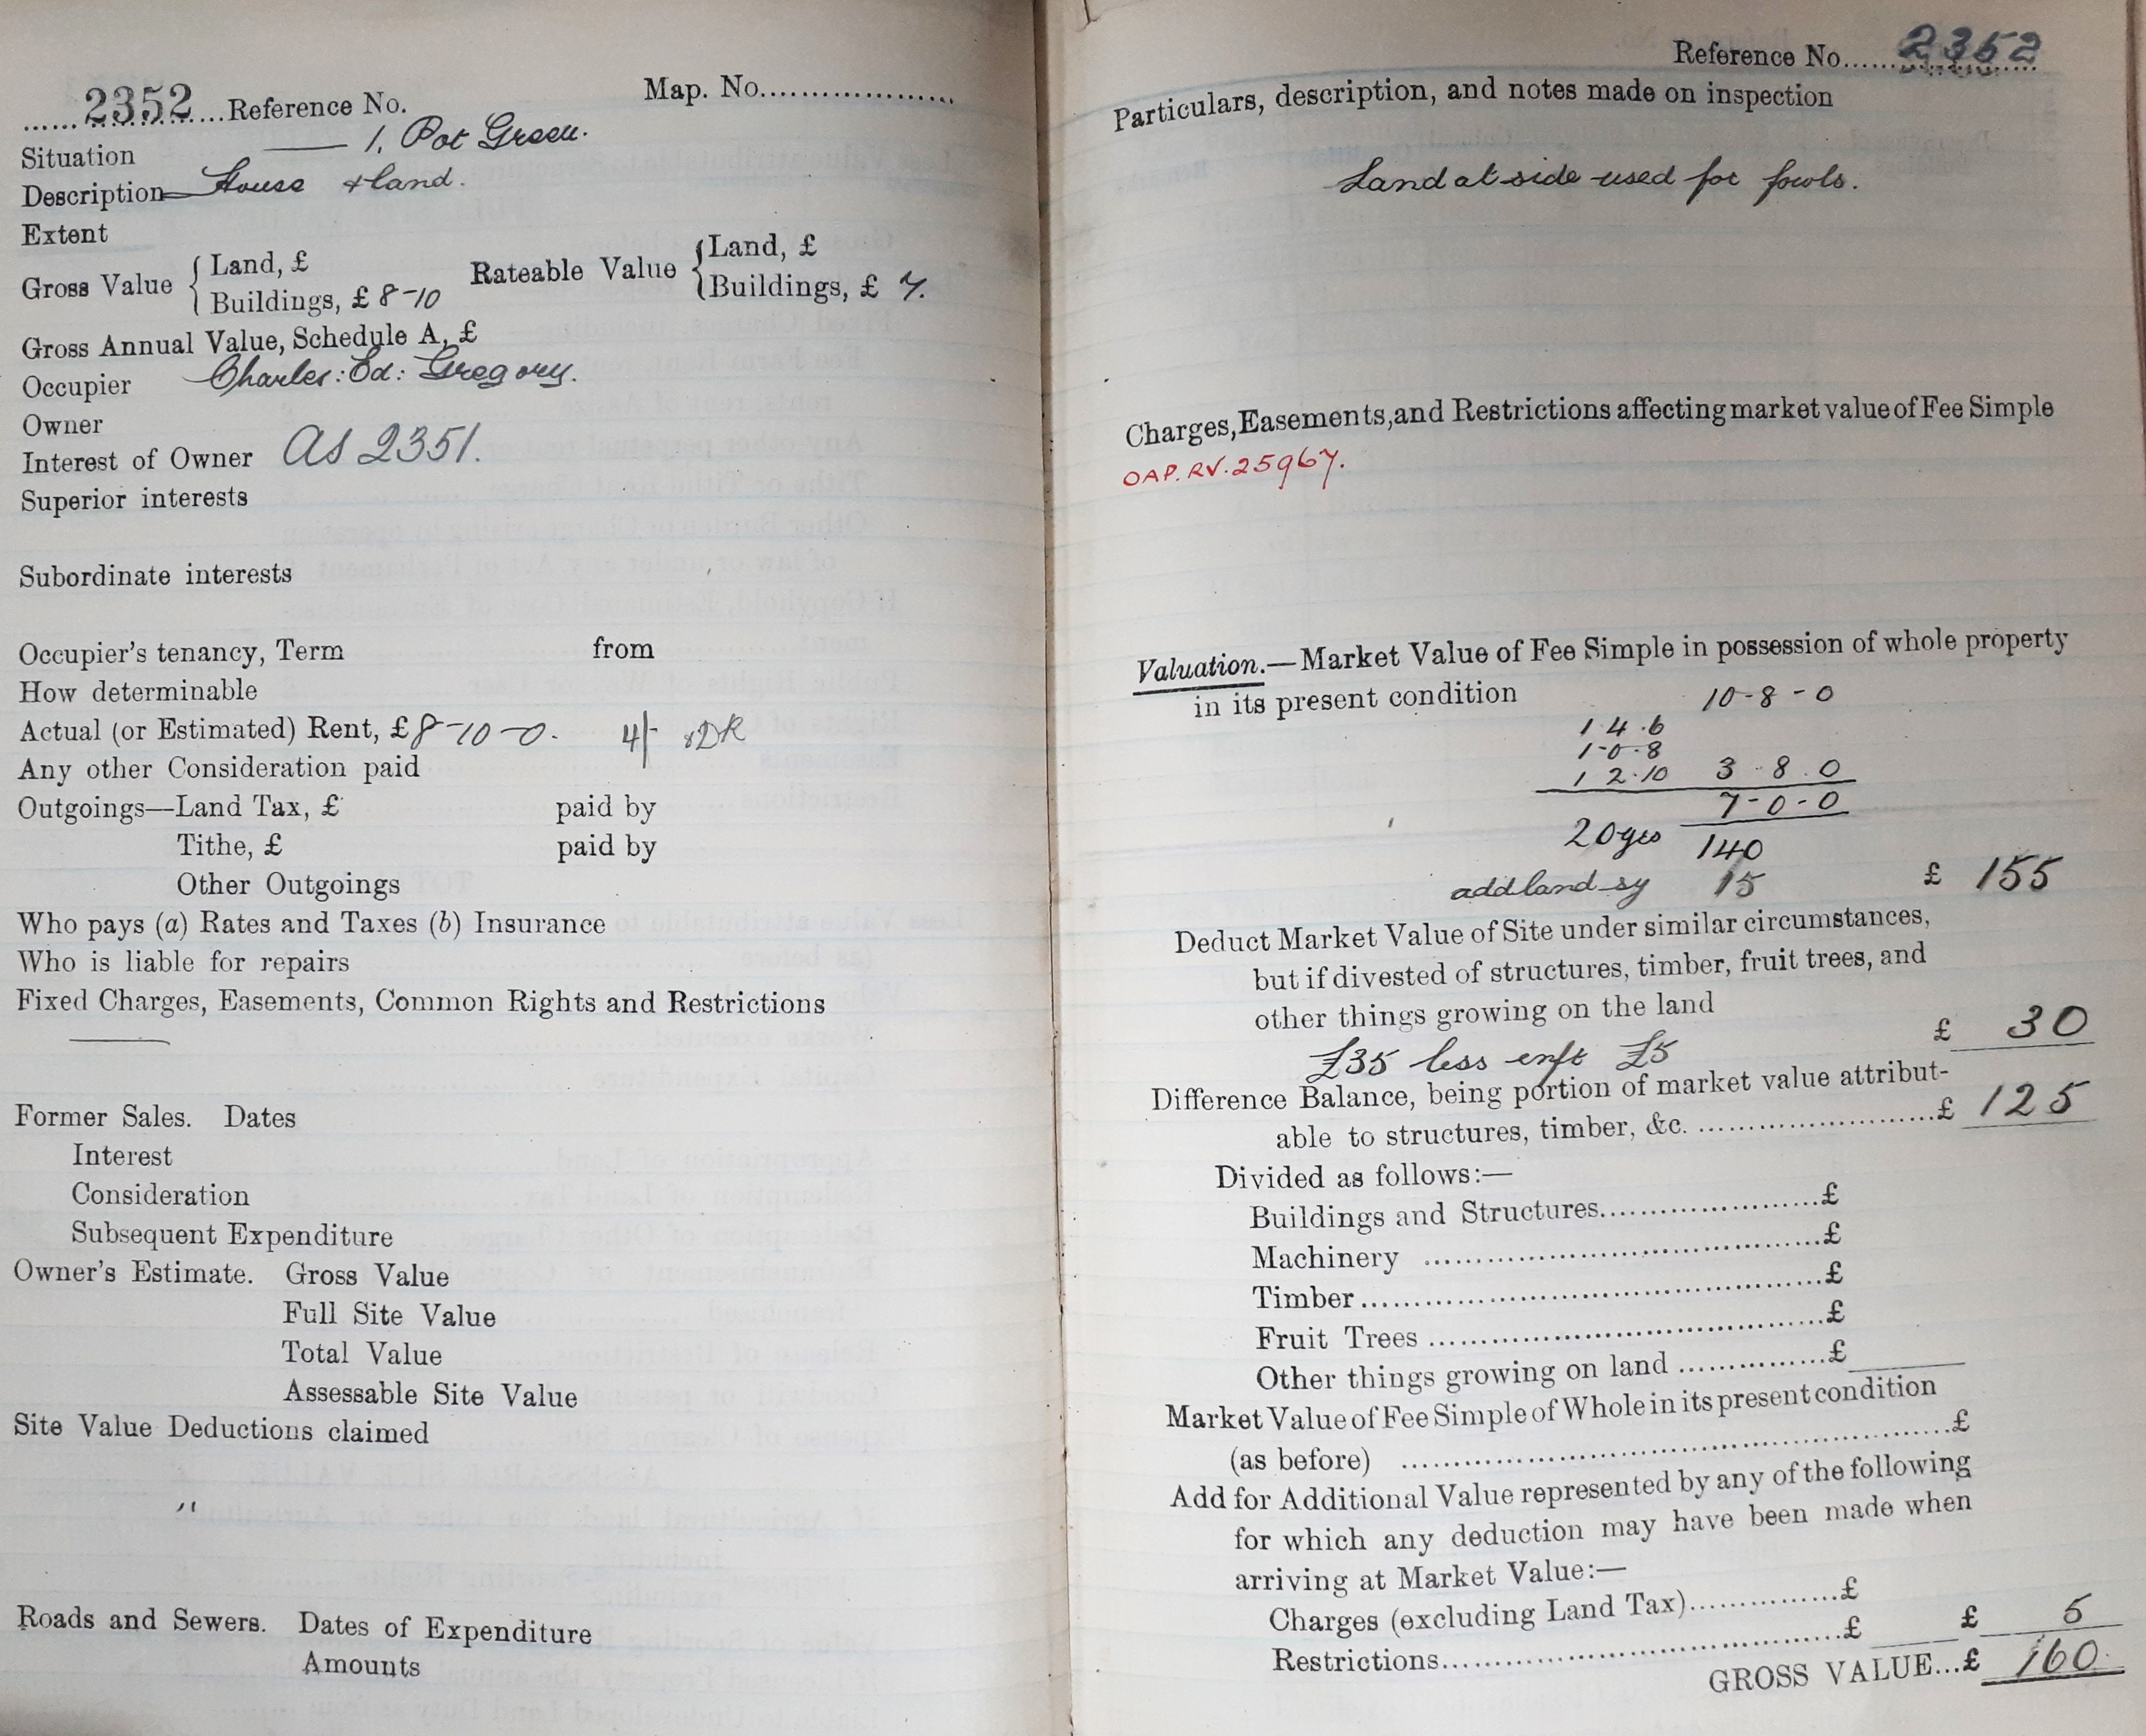 2352 Reference No. Map. No.
Situation — 1. Pot Green.
Description House & land.
Extent
Gross Value { Land, £ Rateable Value { Land, £
Buildings, £ 8-10 Buildings, £ 7.
Gross Annual Value, Schedule A, £
Occupier Charles: Ed: Gregory.
Owner
Interest of Owner As 2351.
Superior interests
Subordinate interests
Occupier's tenancy, Term from
How determinable
Actual (or Estimated) Rent, £ 8-10-0. 4/- & DR
Any other Consideration paid
Outgoings—Land Tax, £ paid by
Tithe, £ paid by
Other Outgoings
Who pays (a) Rates and Taxes (b) Insurance
Who is liable for repairs
Fixed Charges, Easements, Common Rights and Restrictions
Former Sales. Dates
Interest
Consideration
Subsequent Expenditure
Owner's Estimate. Gross Value
Full Site Value
Total Value
Assessable Site Value
Site Value Deductions claimed
"
Roads and Sewers. Dates of Expenditure
Amounts
Reference No. 2352
Particulars, description, and notes made on inspection
Land at side used for fowls.
Charges, Easements, and Restrictions affecting market value of Fee Simple
OAP. RV. 25967.
Valuation.—Market Value of Fee Simple in possession of whole property
in its present condition 10-8-0
1 4.6
1-0-8
1 2.10 3 8.0
7-0-0
20 yrs 140
add land sy 15 £ 155
Deduct Market Value of Site under similar circumstances,
but if divested of structures, timber, fruit trees, and
other things growing on the land £ 30
£35 less enft £5
Difference Balance, being portion of market value attribut-
able to structures, timber, &c. £ 125
Divided as follows:—
Buildings and Structures £
Machinery £
Timber £
Fruit Trees £
Other things growing on land £
Market Value of Fee Simple of Whole in its present condition
(as before) £
Add for Additional Value represented by any of the following
for which any deduction may have been made when
arriving at Market Value:—
Charges (excluding Land Tax) £
Restrictions £ £ 5
GROSS VALUE...£ 160